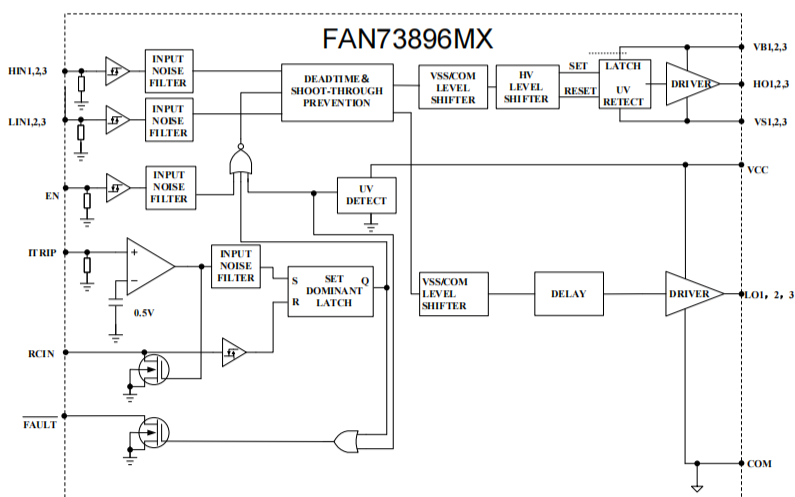 FAN73896MX
HIN1,2,3
INPUT
NOISE
FILTER
LIN1,2,3
INPUT
NOISE
FILTER
DEADTIME &
SHOOT-THROUGH
PREVENTION
VSS/COM
LEVEL
SHIFTER
HV
LEVEL
SHIFTER
SET
RESET
LATCH
UV
RETECT
DRIVER
VB1,2,3
HO1,2,3
VS1,2,3
EN
INPUT
NOISE
FILTER
UV
DETECT
VCC
ITRIP
+
−
0.5V
INPUT
NOISE
FILTER
S
R
SET
DOMINANT
LATCH
Q
VSS/COM
LEVEL
SHIFTER
DELAY
DRIVER
LO1，2，3
RCIN
FAULT
COM